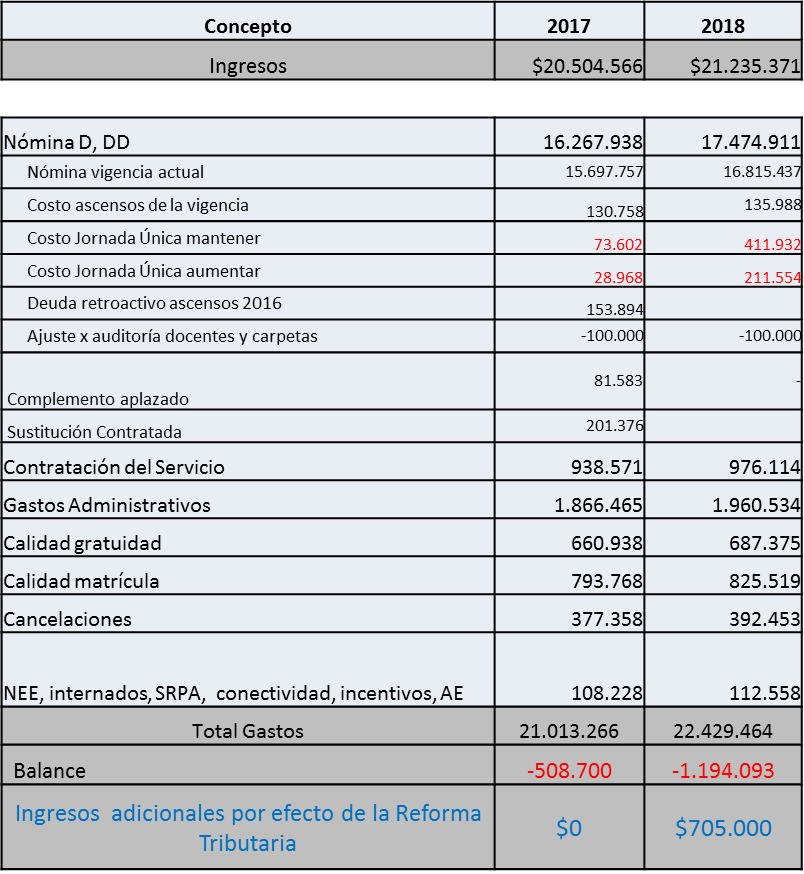 Concepto 2017 2018
Ingresos $20.504.566 $21.235.371
Nómina D, DD 16.267.938 17.474.911
Nómina vigencia actual 15.697.757 16.815.437
Costo ascensos de la vigencia 130.758 135.988
Costo Jornada Única mantener 73.602 411.932
Costo Jornada Única aumentar 28.968 211.554
Deuda retroactivo ascensos 2016 153.894
Ajuste x auditoría docentes y carpetas -100.000 -100.000
Complemento aplazado 81.583 -
Sustitución Contratada 201.376
Contratación del Servicio 938.571 976.114
Gastos Administrativos 1.866.465 1.960.534
Calidad gratuidad 660.938 687.375
Calidad matrícula 793.768 825.519
Cancelaciones 377.358 392.453
NEE, internados, SRPA, conectividad, incentivos, AE 108.228 112.558
Total Gastos 21.013.266 22.429.464
Balance -508.700 -1.194.093
Ingresos adicionales por efecto de la Reforma
Tributaria $0 $705.000